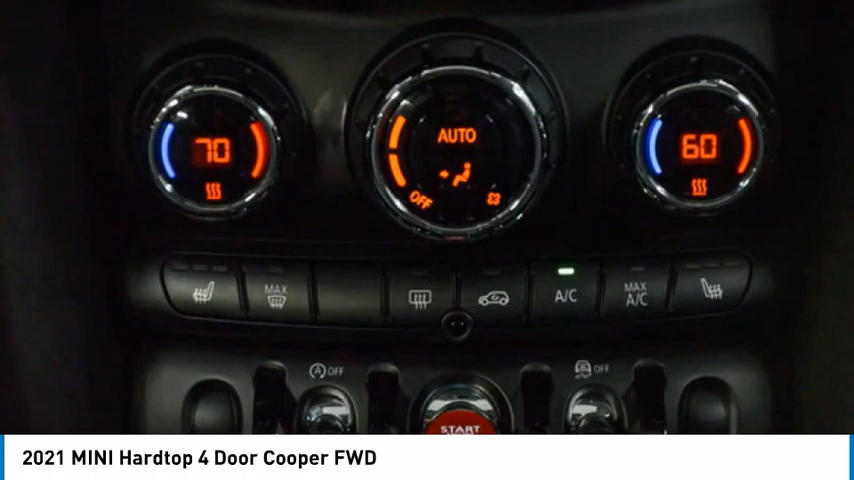 70
AUTO
OFF
60
MAX
A/C
MAX
A/C
OFF
OFF
START
2021 MINI Hardtop 4 Door Cooper FWD